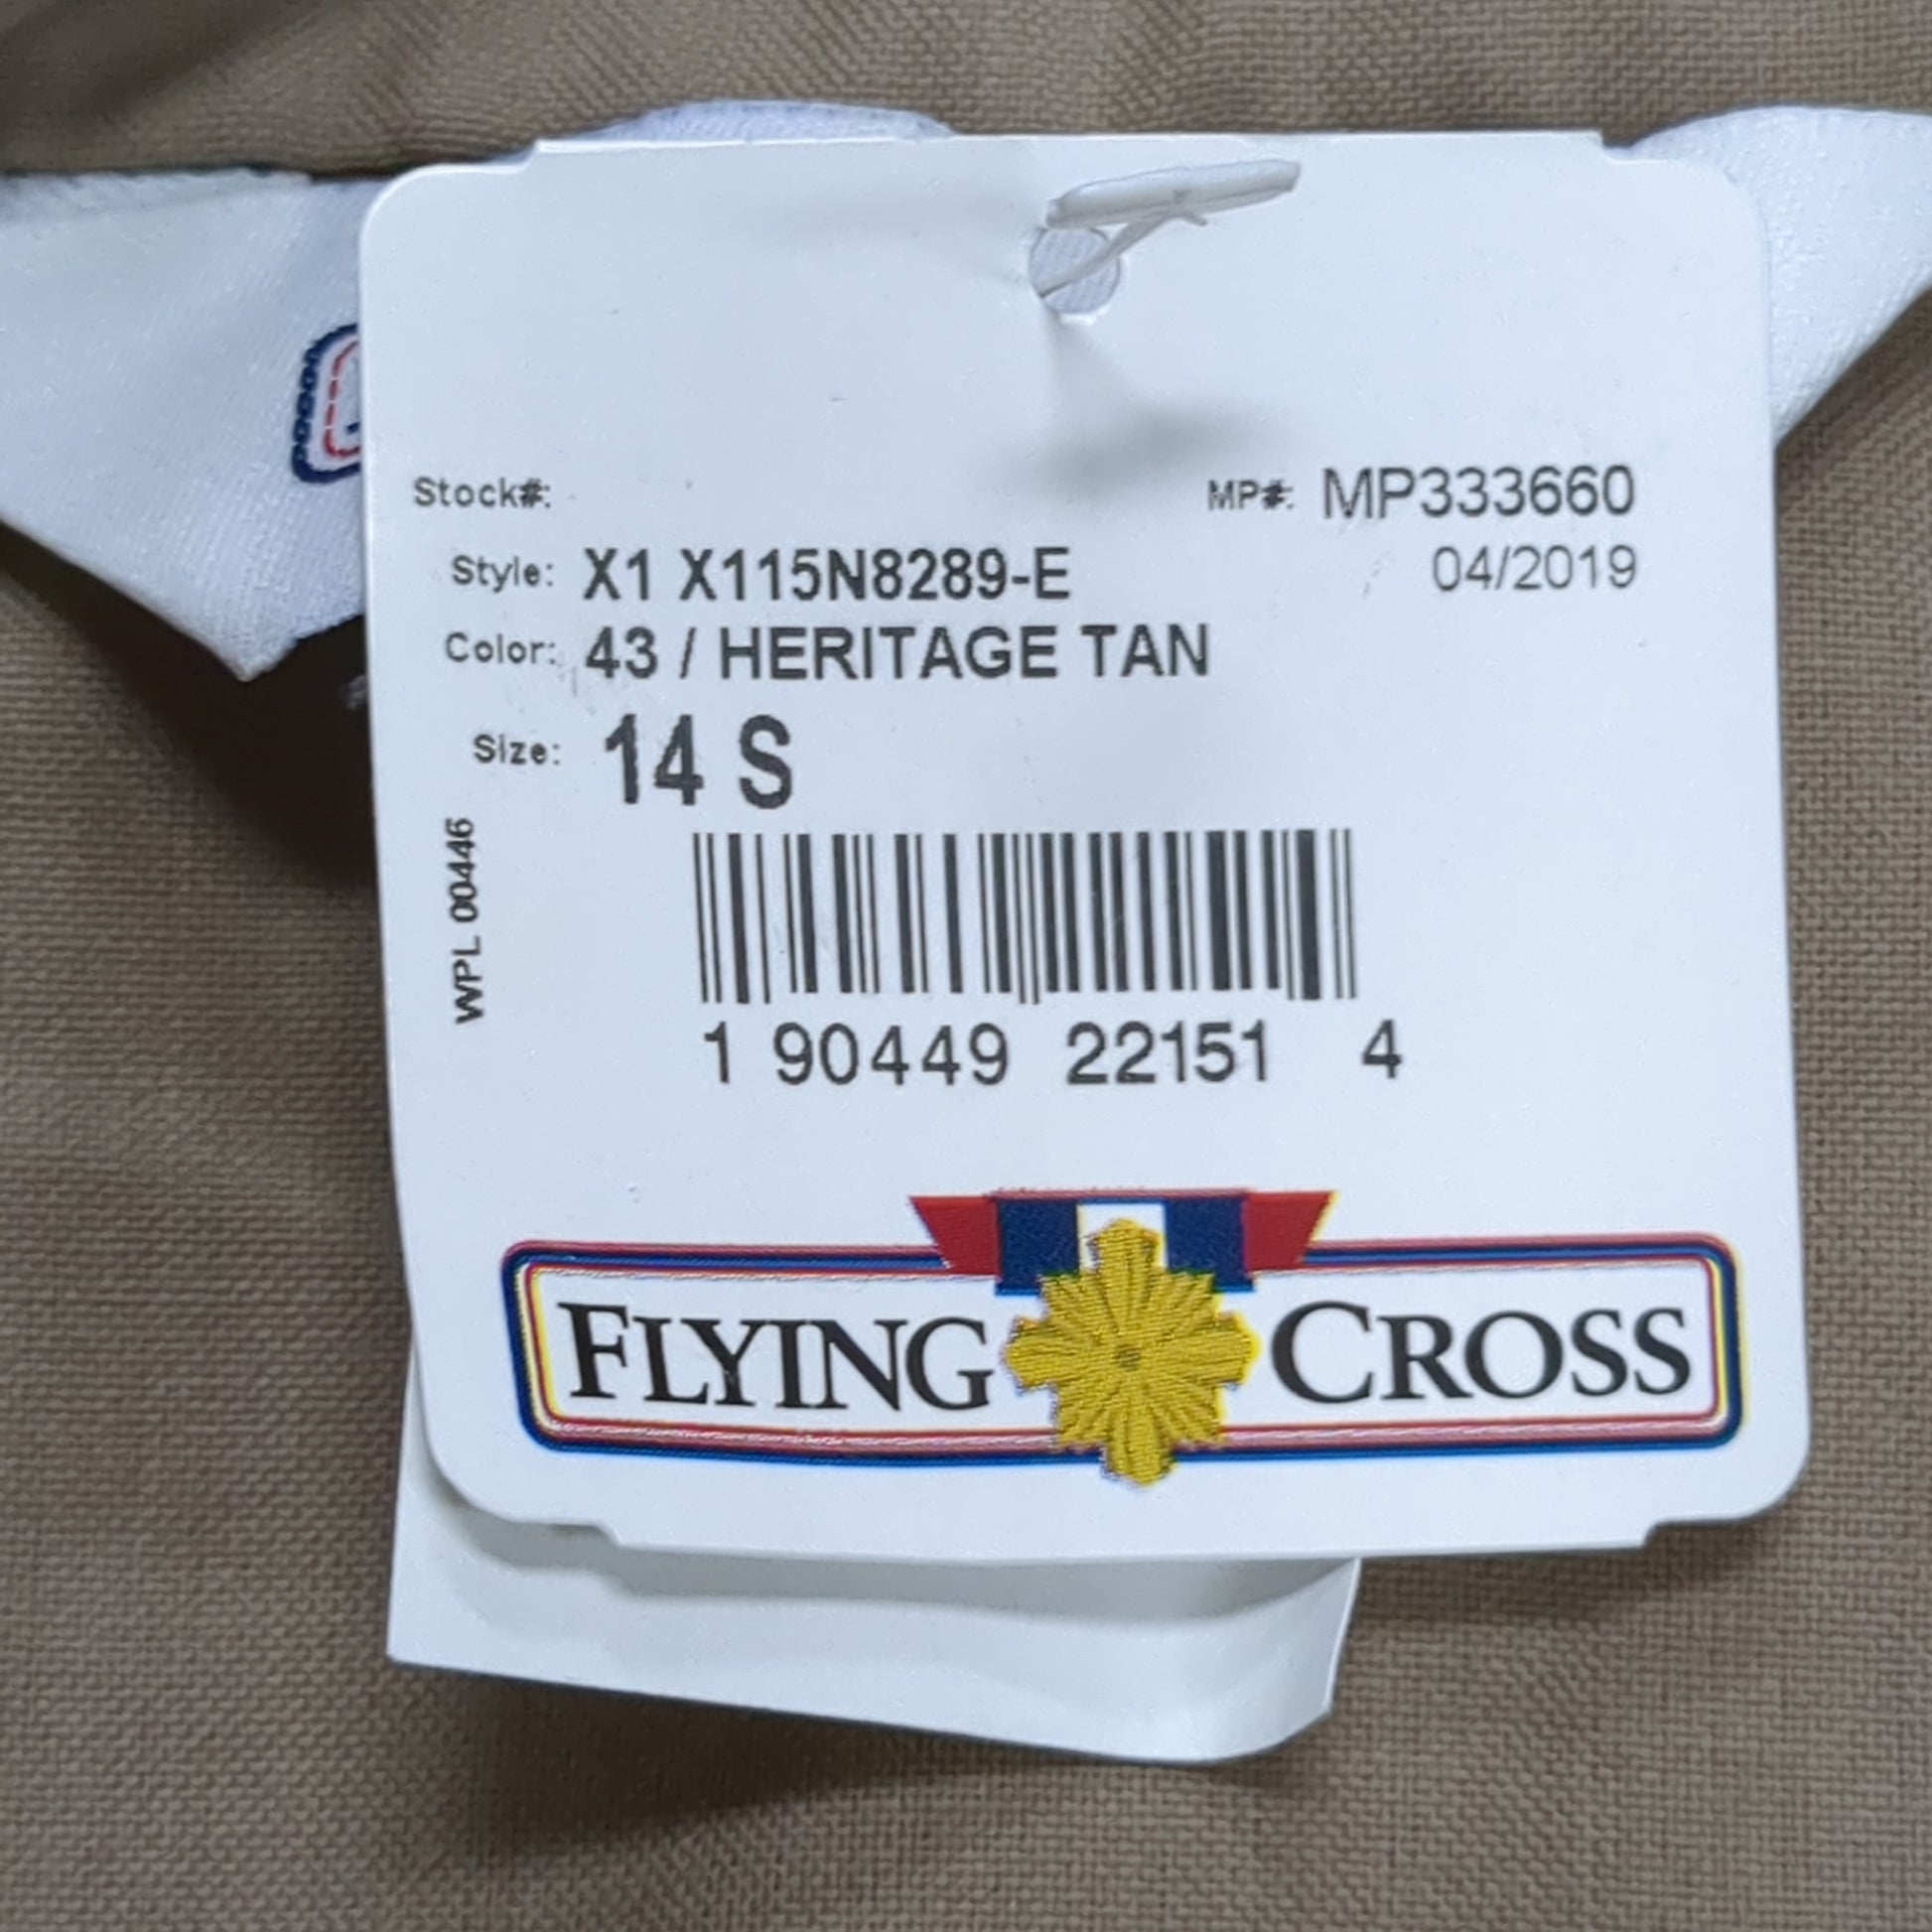 Stock#:
MP#: MP333660
Style: X1 X115N8289-E
04/2019
Color: 43 / HERITAGE TAN
Size: 14 S
WPL 00446
1 90449 22151 4
FLYING CROSS